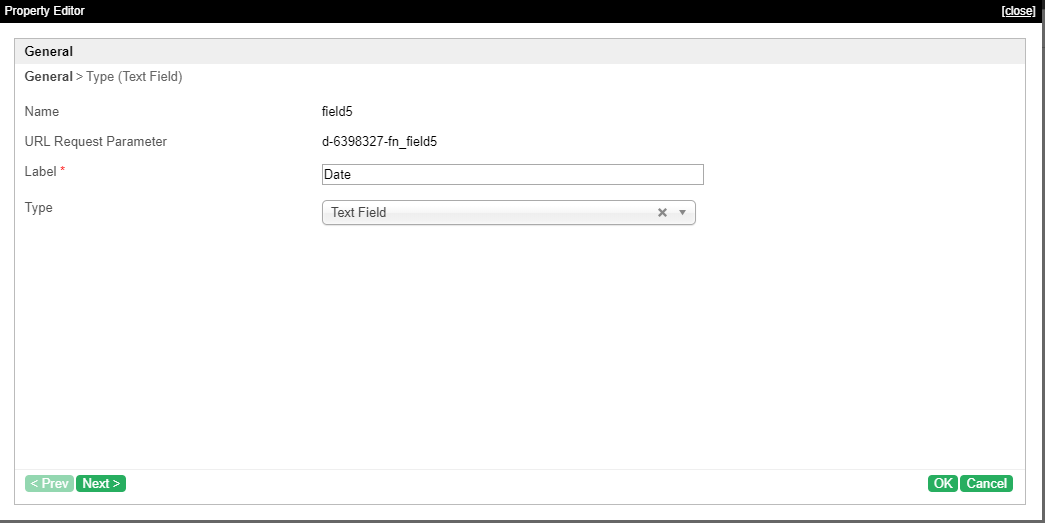 Property Editor [close]
General
General > Type (Text Field)
Name field5
URL Request Parameter d-6398327-fn_field5
Label * Date
Type Text Field
< Prev Next > OK Cancel